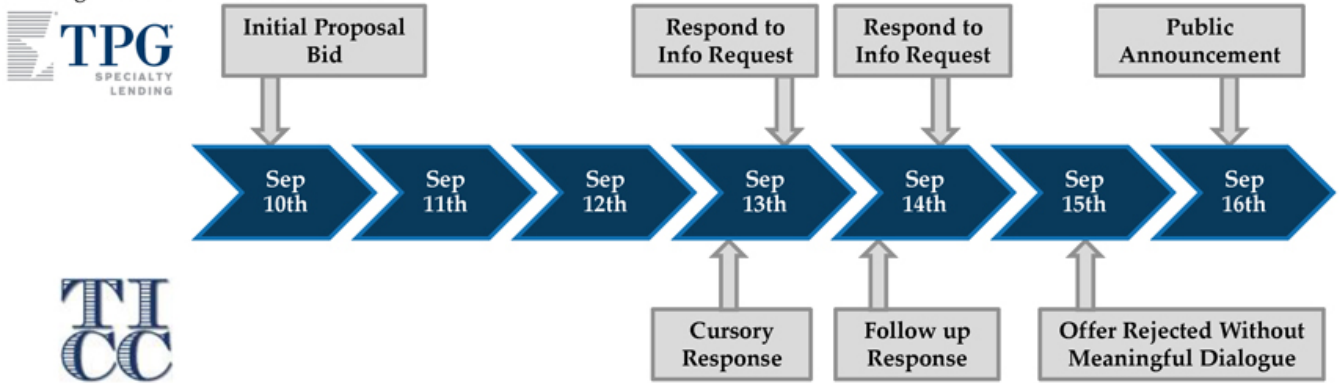 Initial Proposal
Bid
Respond to
Info Request
Respond to
Info Request
Public
Announcement
TPG
SPECIALTY
LENDING
Sep
10th
Sep
11th
Sep
12th
Sep
13th
Sep
14th
Sep
15th
Sep
16th
TI
CC
Cursory
Response
Follow up
Response
Offer Rejected Without
Meaningful Dialogue